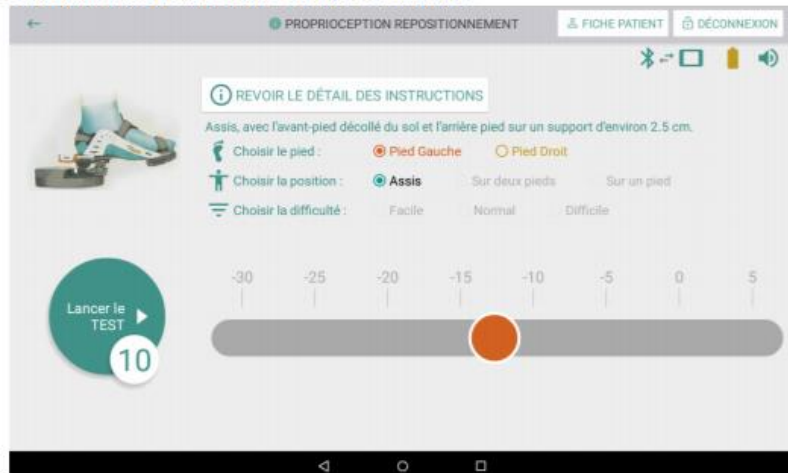 PROPRIOCEPTION REPOSITIONNEMENT
FICHE PATIENT
DÉCONNEXION
REVOIR LE DÉTAIL DES INSTRUCTIONS
Assis, avec l'avant-pied décollé du sol et l'arrière pied sur un support d'environ 2.5 cm.
Choisir le pied : Pied Gauche Pied Droit
Choisir la position : Assis Sur deux pieds Sur un pied
Choisir la difficulté : Facile Normal Difficile
-30 -25 -20 -15 -10 -5 0 5
Lancer le
TEST
10